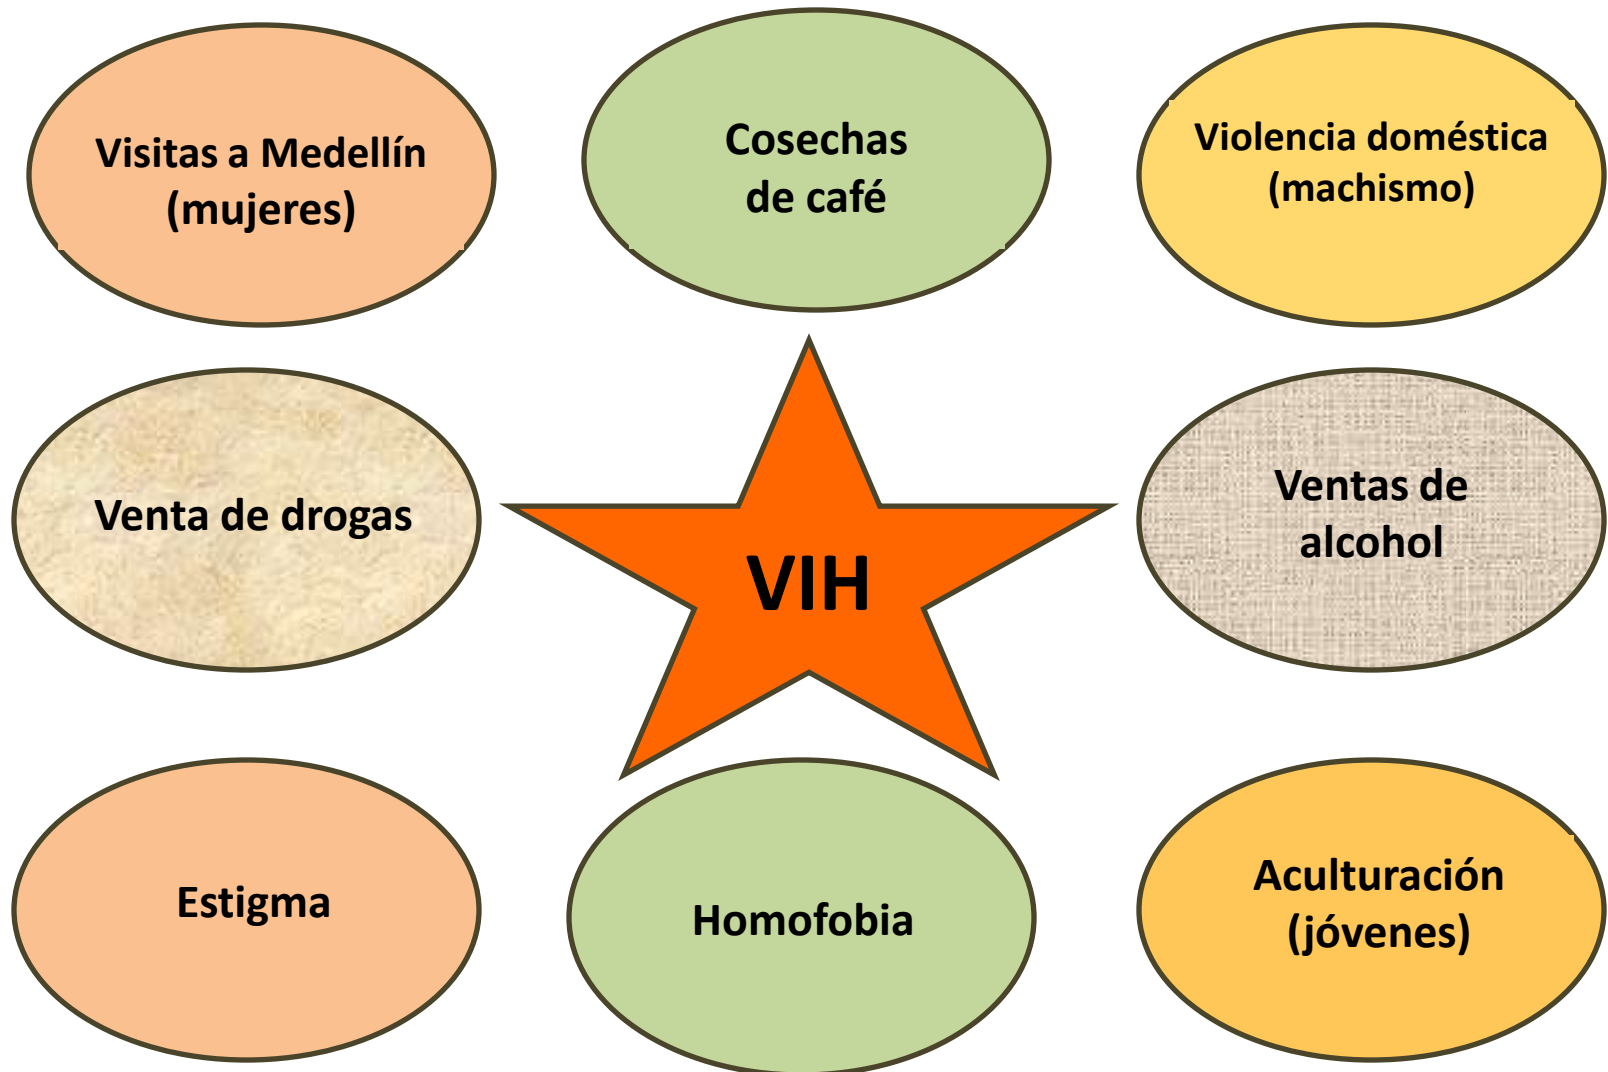 Visitas a Medellín
(mujeres)
Cosechas
de café
Violencia doméstica
(machismo)
Venta de drogas
VIH
Ventas de
alcohol
Estigma
Homofobia
Aculturación
(jóvenes)